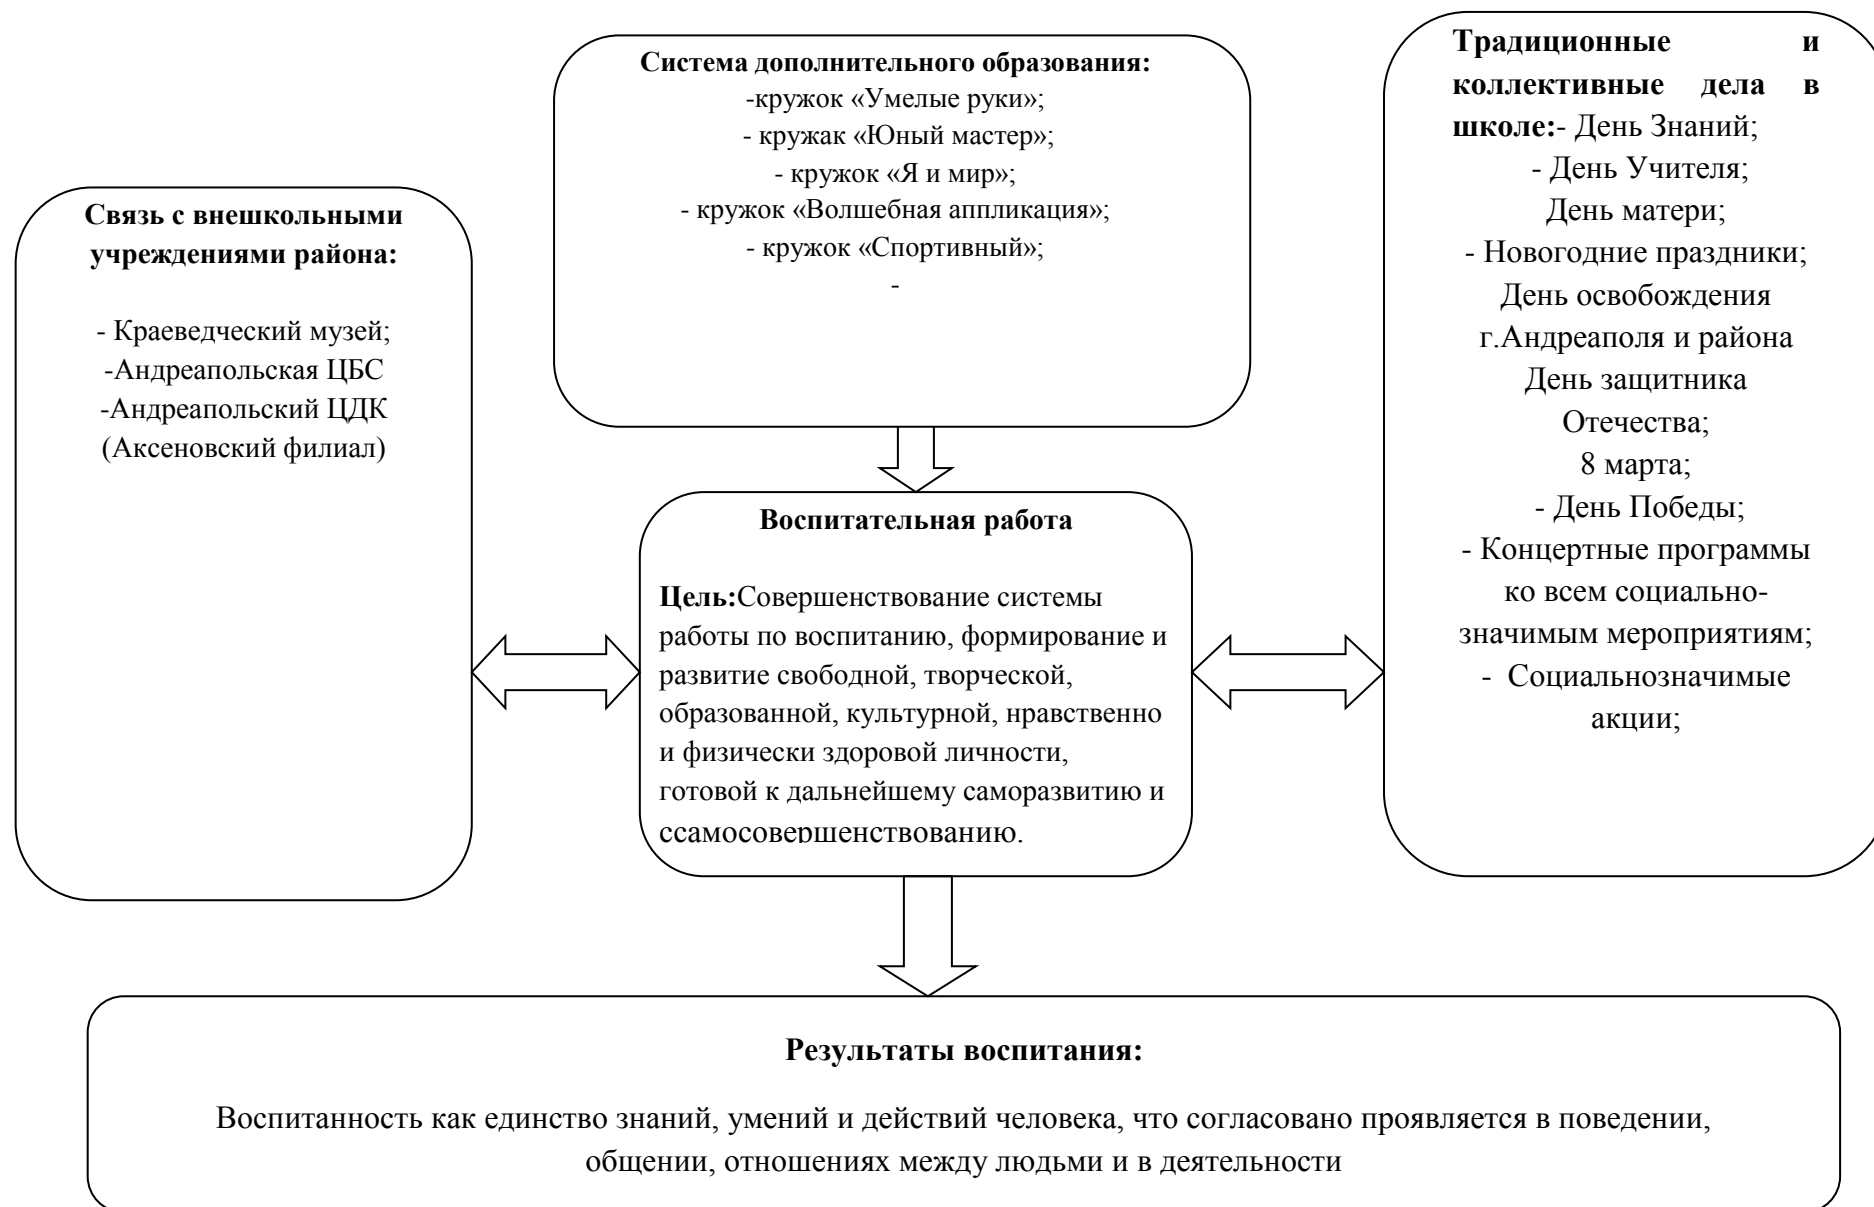 Система дополнительного образования:
-кружок «Умелые руки»;
- кружак «Юный мастер»;
- кружок «Я и мир»;
- кружок «Волшебная аппликация»;
- кружок «Спортивный»;
-
Связь с внешкольными
учреждениями района:
- Краеведческий музей;
-Андреапольская ЦБС
-Андреапольский ЦДК
(Аксеновский филиал)
Воспитательная работа
Цель:Совершенствование системы
работы по воспитанию, формирование и
развитие свободной, творческой,
образованной, культурной, нравственно
и физически здоровой личности,
готовой к дальнейшему саморазвитию и
ссамосовершенствованию.
Традиционные и
коллективные дела в
школе:- День Знаний;
- День Учителя;
День матери;
- Новогодние праздники;
День освобождения
г.Андреаполя и района
День защитника
Отечества;
8 марта;
- День Победы;
- Концертные программы
ко всем социально-
значимым мероприятиям;
- Социальнозначимые
акции;
Результаты воспитания:
Воспитанность как единство знаний, умений и действий человека, что согласовано проявляется в поведении,
общении, отношениях между людьми и в деятельности